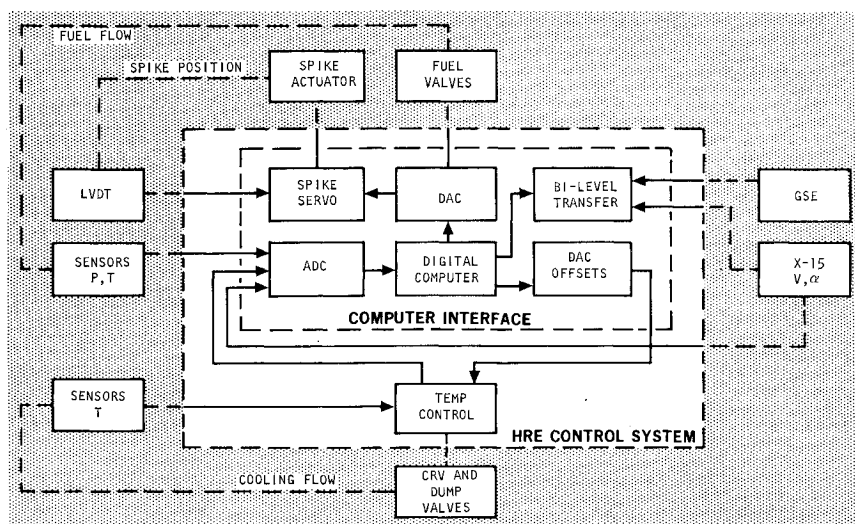 FUEL FLOW
SPIKE POSITION
SPIKE
ACTUATOR
FUEL
VALVES
LVDT
SPIKE
SERVO
DAC
BI-LEVEL
TRANSFER
GSE
SENSORS
P,T
ADC
DIGITAL
COMPUTER
DAC
OFFSETS
X-15
V,α
COMPUTER INTERFACE
SENSORS
T
TEMP
CONTROL
HRE CONTROL SYSTEM
COOLING FLOW
CRV AND
DUMP
VALVES